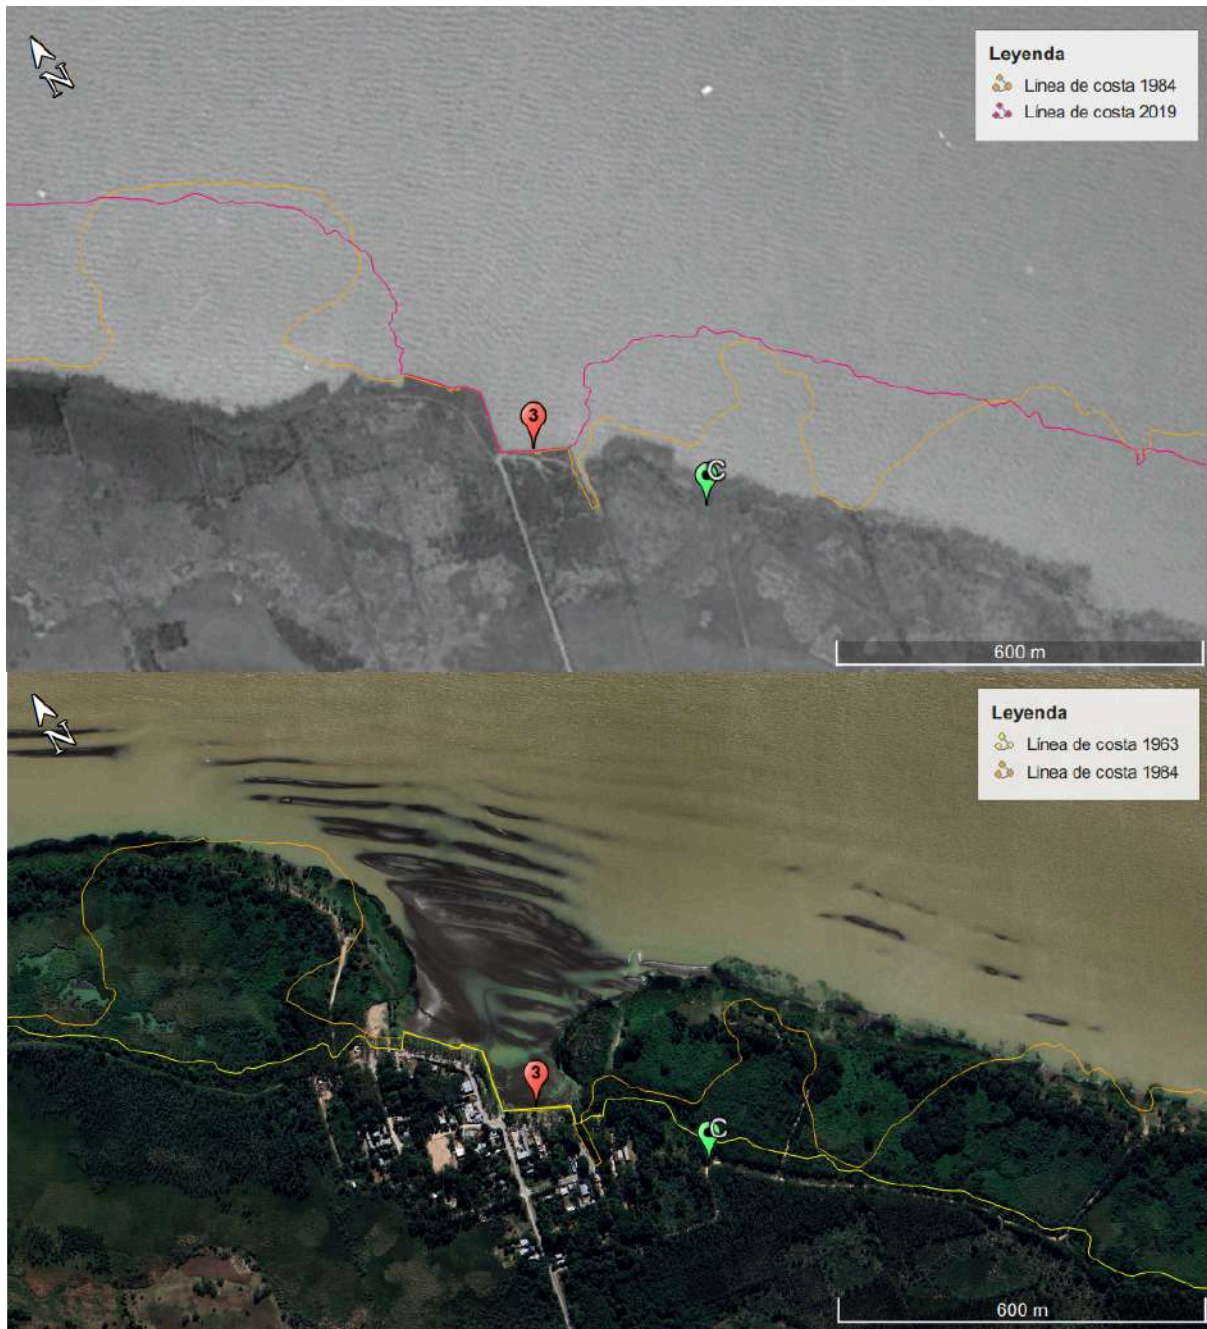 N
Leyenda
Linea de costa 1984
Línea de costa 2019
3
C
600 m
N
Leyenda
Línea de costa 1963
Linea de costa 1984
3
C
600 m